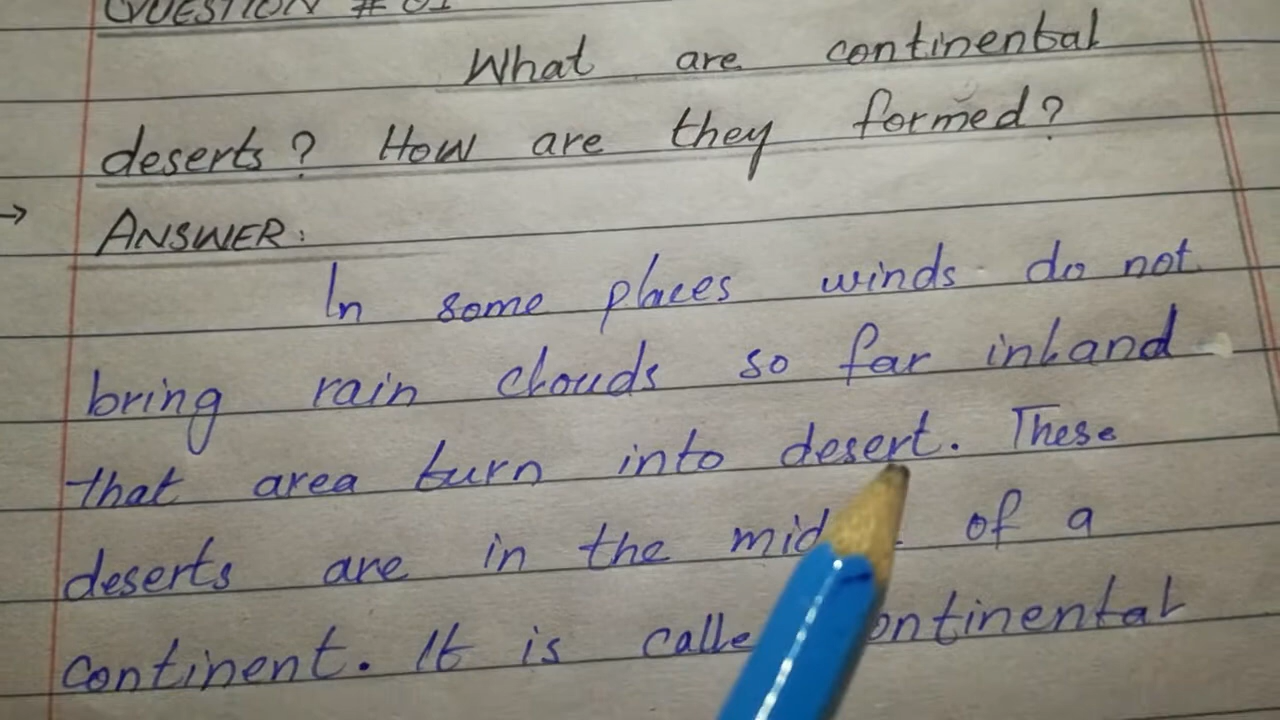 QUESTION # 01
What are continental
deserts? How are they formed?
ANSWER:
In some places winds do not
bring rain clouds so far inland
that area turn into desert. These
deserts are in the mid of a
continent. It is calle ontinental